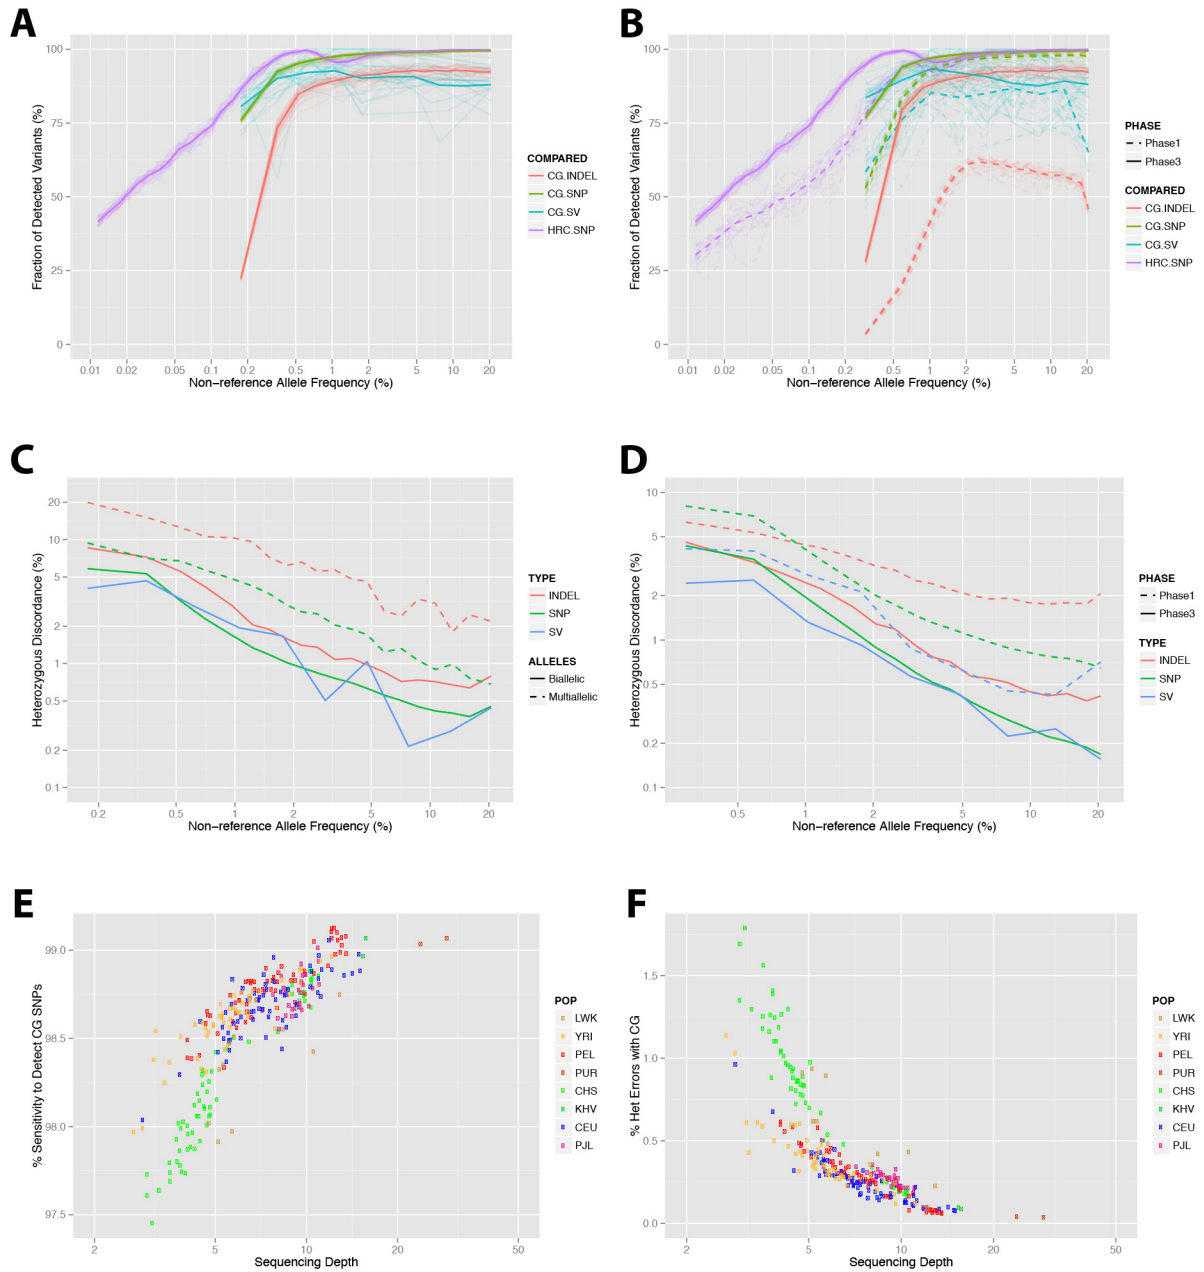 A
100
75
50
25
0
Fraction of Detected Variants (%)
0.01 0.02 0.05 0.1 0.2 0.5 1 2 5 10 20
Non−reference Allele Frequency (%)
COMPARED
CG.INDEL
CG.SNP
CG.SV
HRC.SNP
B
100
75
50
25
0
Fraction of Detected Variants (%)
0.01 0.02 0.05 0.1 0.2 0.5 1 2 5 10 20
Non−reference Allele Frequency (%)
PHASE
Phase1
Phase3
COMPARED
CG.INDEL
CG.SNP
CG.SV
HRC.SNP
C
20
10
5
2
1
0.5
0.2
0.1
Heterozygous Discordance (%)
0.2 0.5 1 2 5 10 20
Non−reference Allele Frequency (%)
TYPE
INDEL
SNP
SV
ALLELES
Biallelic
Multiallelic
D
10
5
2
1
0.5
0.2
0.1
Heterozygous Discordance (%)
0.5 1 2 5 10 20
Non−reference Allele Frequency (%)
PHASE
Phase1
Phase3
TYPE
INDEL
SNP
SV
E
99.0
98.5
98.0
97.5
% Sensitivity to Detect CG SNPs
2 5 10 20 50
Sequencing Depth
POP
LWK
YRI
PEL
PUR
CHS
KHV
CEU
PJL
F
1.5
1.0
0.5
0.0
% Het Errors with CG
2 5 10 20 50
Sequencing Depth
POP
LWK
YRI
PEL
PUR
CHS
KHV
CEU
PJL